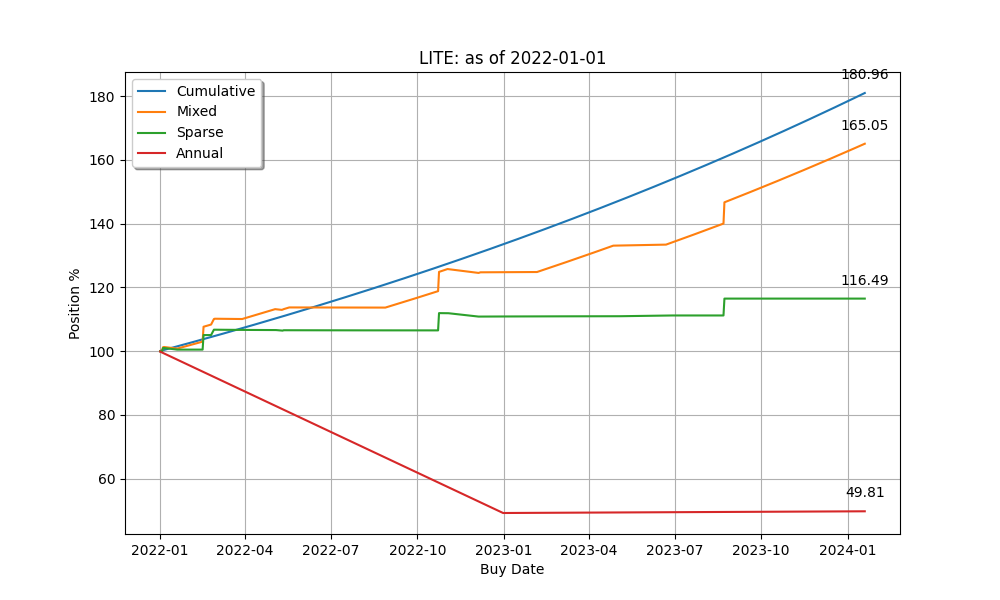 LITE: as of 2022-01-01
Cumulative
Mixed
Sparse
Annual
180.96
165.05
116.49
49.81
180
160
140
120
100
80
60
Position %
2022-01 2022-04 2022-07 2022-10 2023-01 2023-04 2023-07 2023-10 2024-01
Buy Date